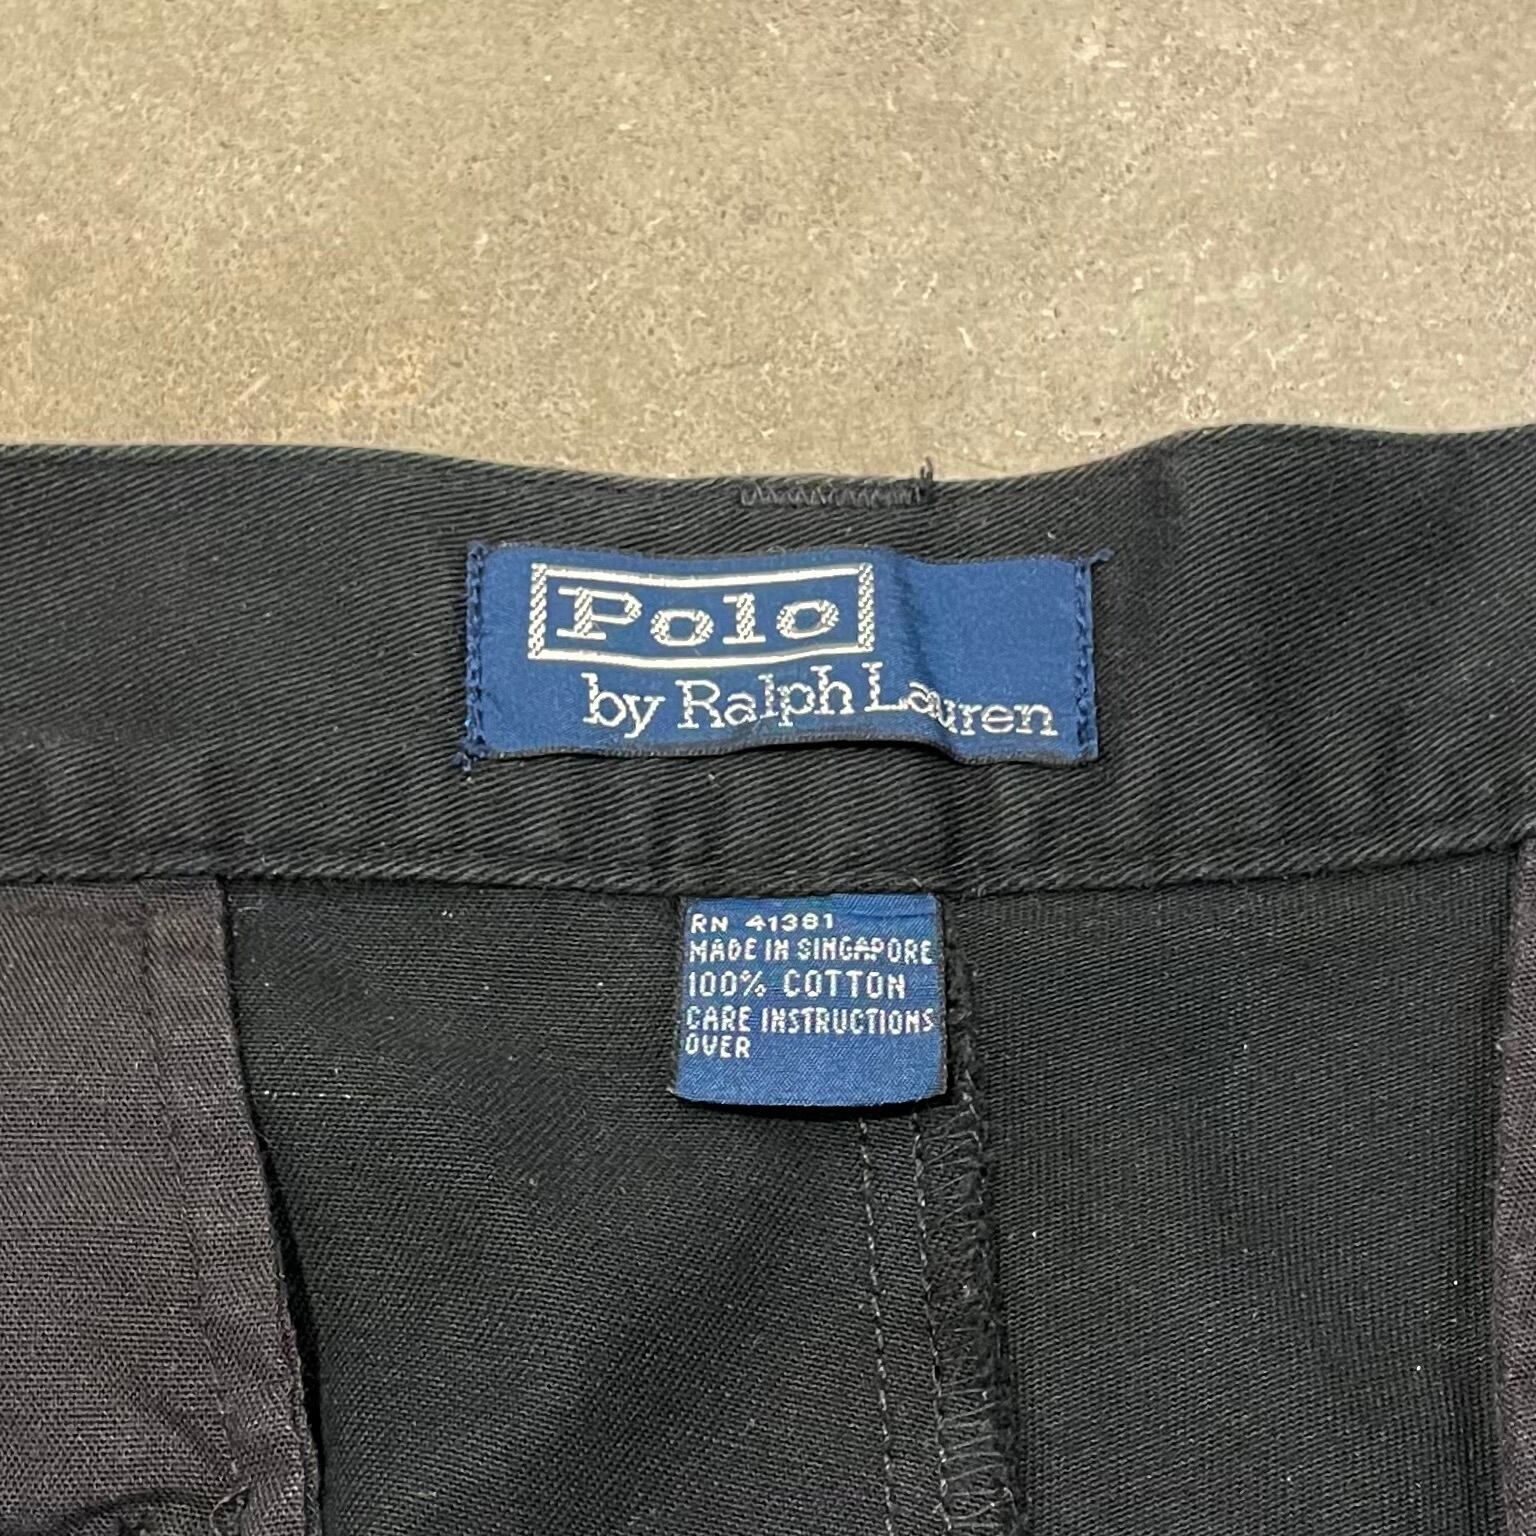 Polo
by Ralph Lauren
RN 41381
MADE IN SINGAPORE
100% COTTON
CARE INSTRUCTIONS
OVER